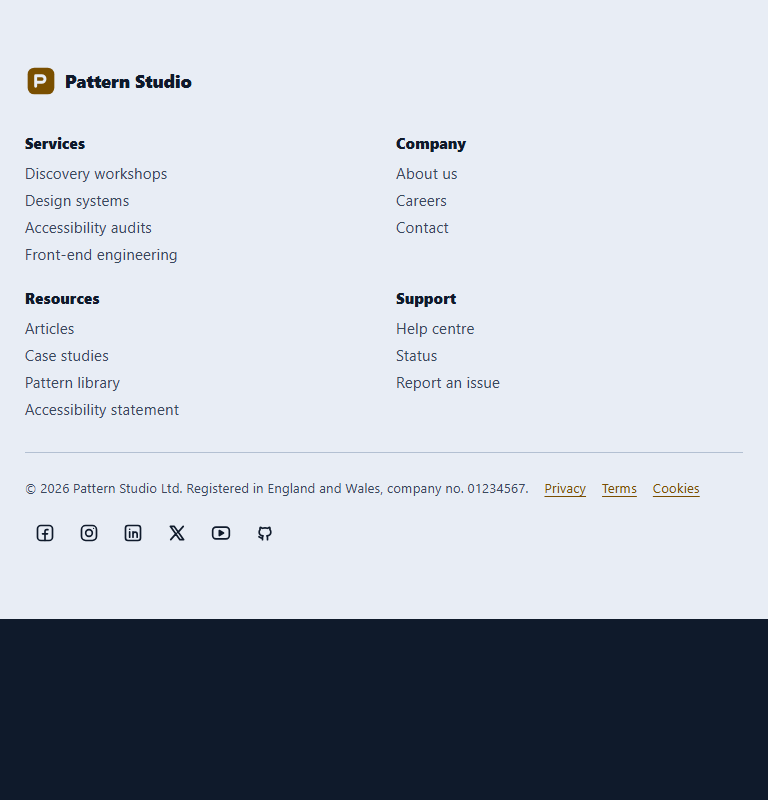 Pattern Studio
Services
Discovery workshops
Design systems
Accessibility audits
Front-end engineering
Company
About us
Careers
Contact
Resources
Articles
Case studies
Pattern library
Accessibility statement
Support
Help centre
Status
Report an issue
© 2026 Pattern Studio Ltd. Registered in England and Wales, company no. 01234567. Privacy Terms Cookies